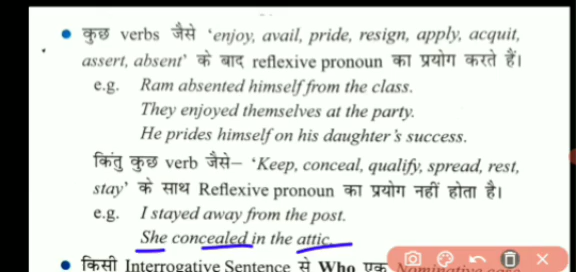 • कुछ verbs जैसे ‘enjoy, avail, pride, resign, apply, acquit,
assert, absent’ के बाद reflexive pronoun का प्रयोग करते हैं।
e.g. Ram absented himself from the class.
They enjoyed themselves at the party.
He prides himself on his daughter’s success.
किंतु कुछ verb जैसे– ‘Keep, conceal, qualify, spread, rest,
stay’ के साथ Reflexive pronoun का प्रयोग नहीं होता है।
e.g. I stayed away from the post.
She concealed in the attic.
• किसी Interrogative Sentence से Who एक